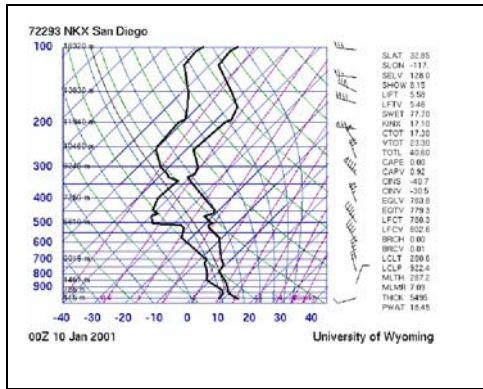 72293 NKX San Diego
100
200
300
400
500
600
700
800
900
-40 -30 -20 -10 0 10 20 30 40
00Z 10 Jan 2001
University of Wyoming
SLAT 32.85
SLON -117.
SELV 128.0
SHOW 8.15
LIFT 5.58
LFTV 5.46
SWET 77.70
KINX 17.10
CTOT 17.30
VTOT 23.30
TOTL 40.60
CAPE 0.00
CAPV 0.92
CINS -40.7
CINV -30.5
EQLV 783.8
EQTV 779.3
LFCT 788.3
LFCV 802.6
BRCH 0.00
BRCV 0.01
LCLT 280.6
LCLP 922.4
MLTH 287.2
MLMR 7.09
THCK 5496.
PWAT 18.45